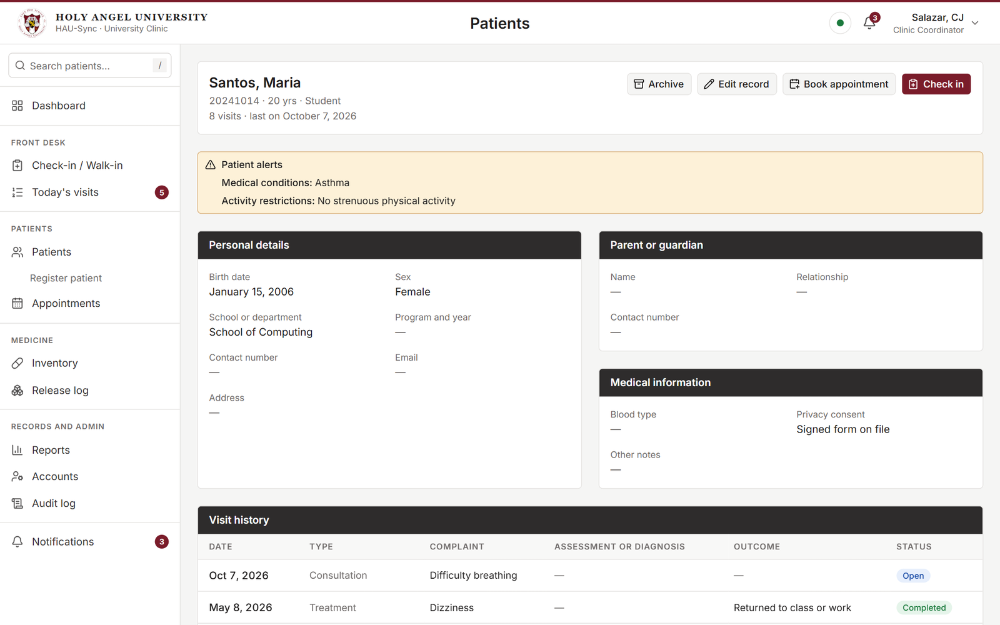 HOLY ANGEL UNIVERSITY
HAU-Sync · University Clinic
Patients
3
Salazar, CJ
Clinic Coordinator
Search patients...
/
Dashboard
FRONT DESK
Check-in / Walk-in
Today's visits
5
PATIENTS
Patients
Register patient
Appointments
MEDICINE
Inventory
Release log
RECORDS AND ADMIN
Reports
Accounts
Audit log
Notifications
3
Santos, Maria
20241014 · 20 yrs · Student
8 visits · last on October 7, 2026
Archive
Edit record
Book appointment
Check in
Patient alerts
Medical conditions: Asthma
Activity restrictions: No strenuous physical activity
Personal details
Birth date
January 15, 2006
Sex
Female
School or department
School of Computing
Program and year
—
Contact number
—
Email
—
Address
—
Parent or guardian
Name
—
Relationship
—
Contact number
—
Medical information
Blood type
—
Privacy consent
Signed form on file
Other notes
—
Visit history
DATE TYPE COMPLAINT ASSESSMENT OR DIAGNOSIS OUTCOME STATUS
Oct 7, 2026 Consultation Difficulty breathing — — Open
May 8, 2026 Treatment Dizziness — Returned to class or work Completed